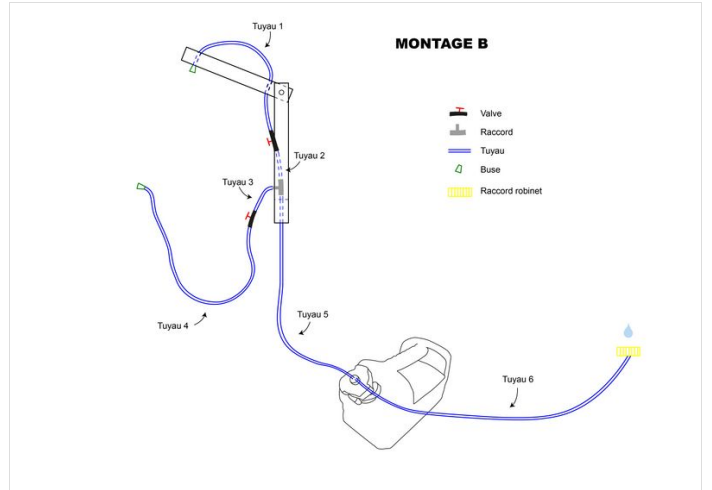 Tuyau 1
MONTAGE B
Valve
Raccord
Tuyau
Buse
Raccord robinet
Tuyau 2
Tuyau 3
Tuyau 4
Tuyau 5
Tuyau 6